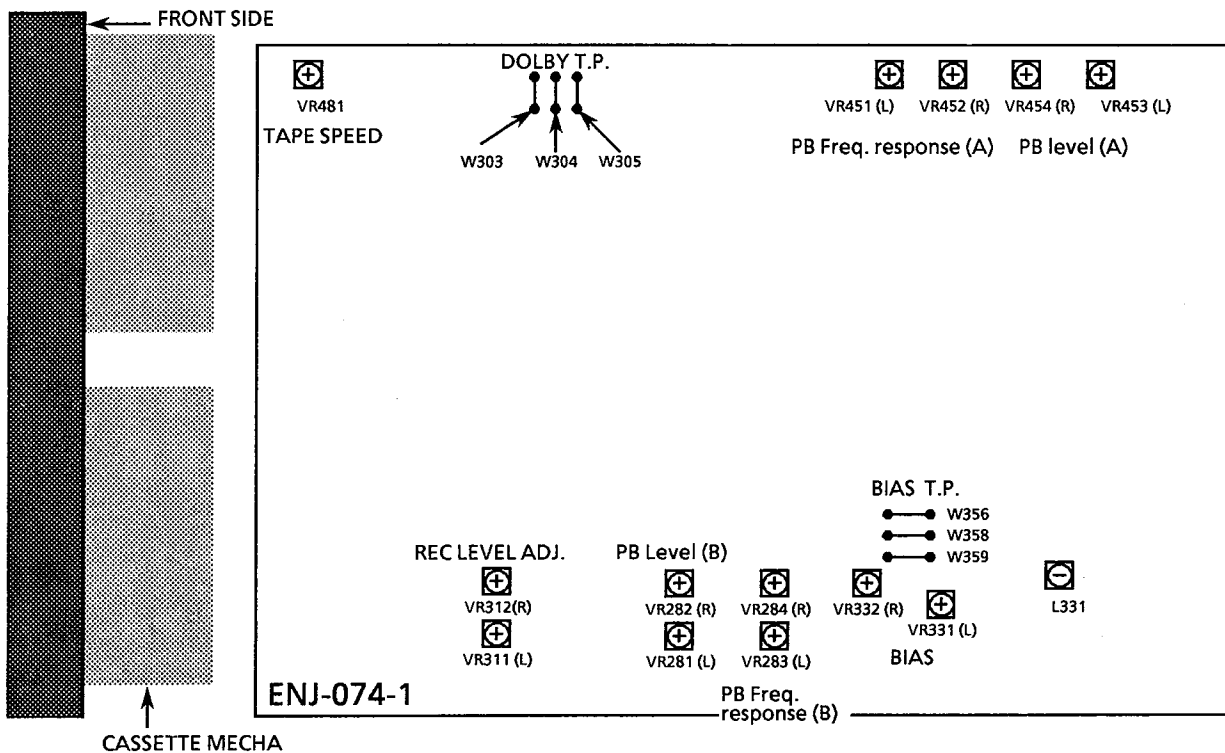 FRONT SIDE
DOLBY T.P.
VR481
TAPE SPEED
W303 W304 W305
VR451 (L) VR452 (R) VR454 (R) VR453 (L)
PB Freq. response (A) PB level (A)
BIAS T.P.
W356
W358
W359
REC LEVEL ADJ. PB Level (B)
VR312(R) VR282 (R) VR284 (R) VR332 (R) L331
VR331 (L)
VR311 (L) VR281 (L) VR283 (L) BIAS
ENJ-074-1
PB Freq.
response (B)
CASSETTE MECHA